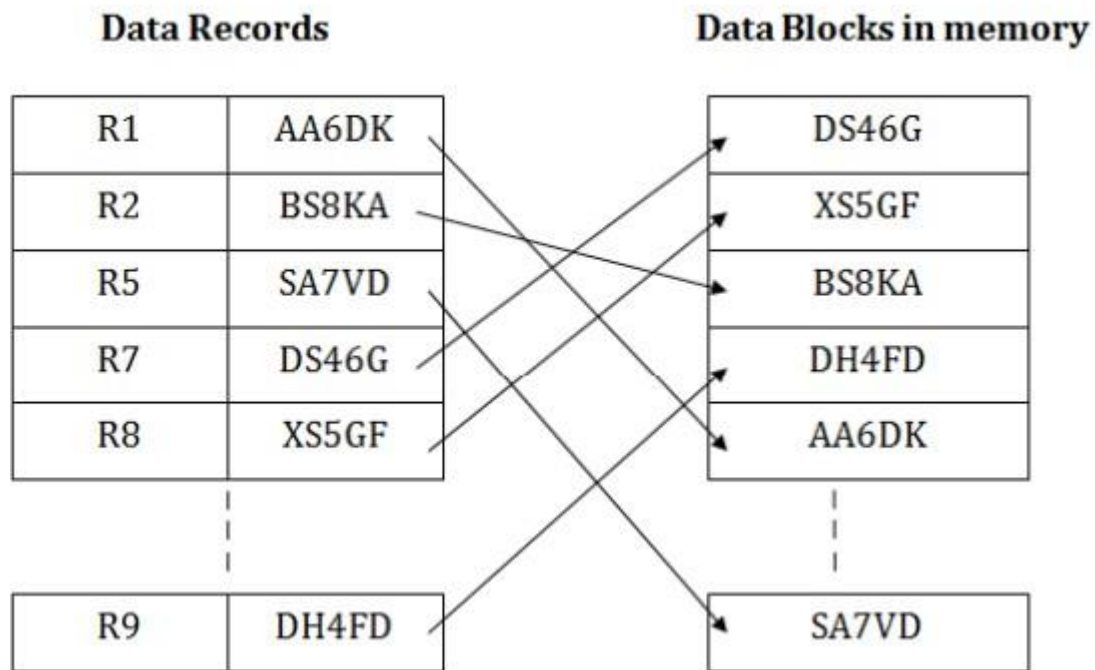 Data Records
Data Blocks in memory
R1 AA6DK
R2 BS8KA
R5 SA7VD
R7 DS46G
R8 XS5GF
R9 DH4FD
DS46G
XS5GF
BS8KA
DH4FD
AA6DK
SA7VD